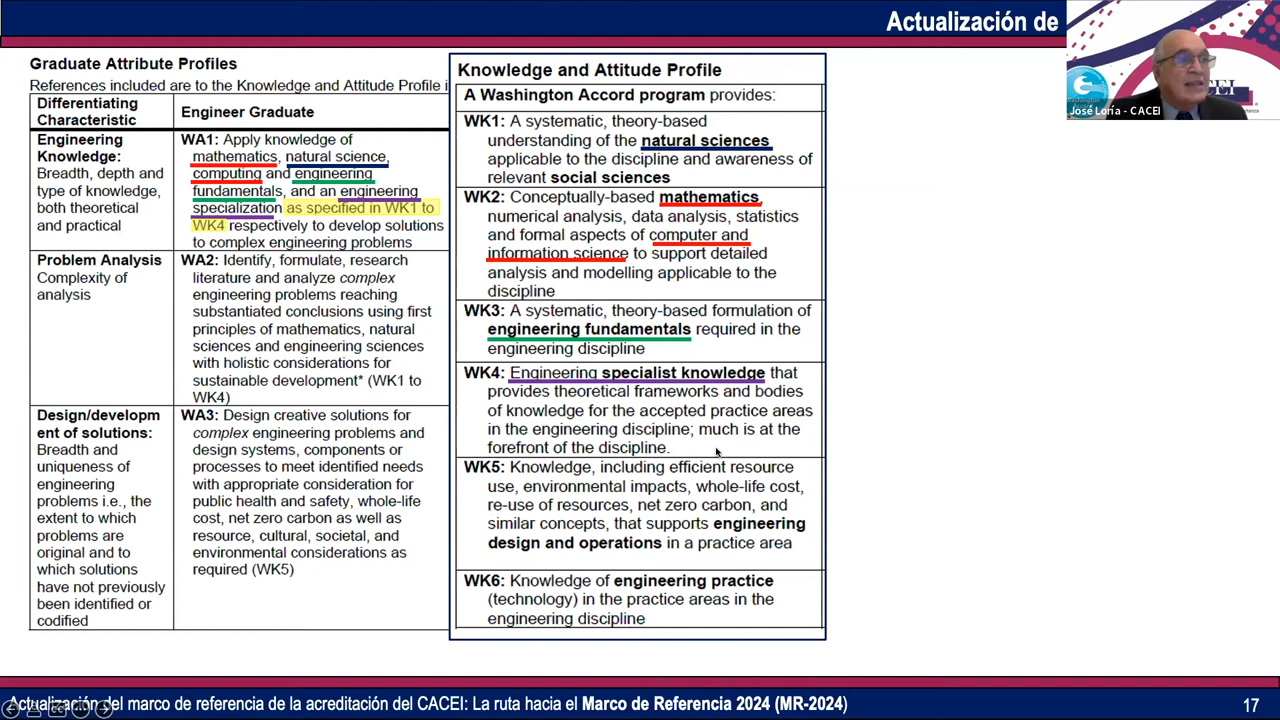 Actualización de
José Loría - CACEI
Graduate Attribute Profiles
References included are to the Knowledge and Attitude Profile i
Differentiating
Characteristic
Engineer Graduate
Engineering
Knowledge:
Breadth, depth and
type of knowledge,
both theoretical
and practical
WA1: Apply knowledge of
mathematics, natural science,
computing and engineering
fundamentals, and an engineering
specialization as specified in WK1 to
WK4 respectively to develop solutions
to complex engineering problems
Problem Analysis
Complexity of
analysis
WA2: Identify, formulate, research
literature and analyze complex
engineering problems reaching
substantiated conclusions using first
principles of mathematics, natural
sciences and engineering sciences
with holistic considerations for
sustainable development* (WK1 to
WK4)
Design/developm
ent of solutions:
Breadth and
uniqueness of
engineering
problems i.e., the
extent to which
problems are
original and to
which solutions
have not previously
been identified or
codified
WA3: Design creative solutions for
complex engineering problems and
design systems, components or
processes to meet identified needs
with appropriate consideration for
public health and safety, whole-life
cost, net zero carbon as well as
resource, cultural, societal, and
environmental considerations as
required (WK5)
Knowledge and Attitude Profile
A Washington Accord program provides:
WK1: A systematic, theory-based
understanding of the natural sciences
applicable to the discipline and awareness of
relevant social sciences
WK2: Conceptually-based mathematics,
numerical analysis, data analysis, statistics
and formal aspects of computer and
information science to support detailed
analysis and modelling applicable to the
discipline
WK3: A systematic, theory-based formulation of
engineering fundamentals required in the
engineering discipline
WK4: Engineering specialist knowledge that
provides theoretical frameworks and bodies
of knowledge for the accepted practice areas
in the engineering discipline; much is at the
forefront of the discipline.
WK5: Knowledge, including efficient resource
use, environmental impacts, whole-life cost,
re-use of resources, net zero carbon, and
similar concepts, that supports engineering
design and operations in a practice area
WK6: Knowledge of engineering practice
(technology) in the practice areas in the
engineering discipline
Actualización del marco de referencia de la acreditación del CACEI: La ruta hacia el Marco de Referencia 2024 (MR-2024)
17